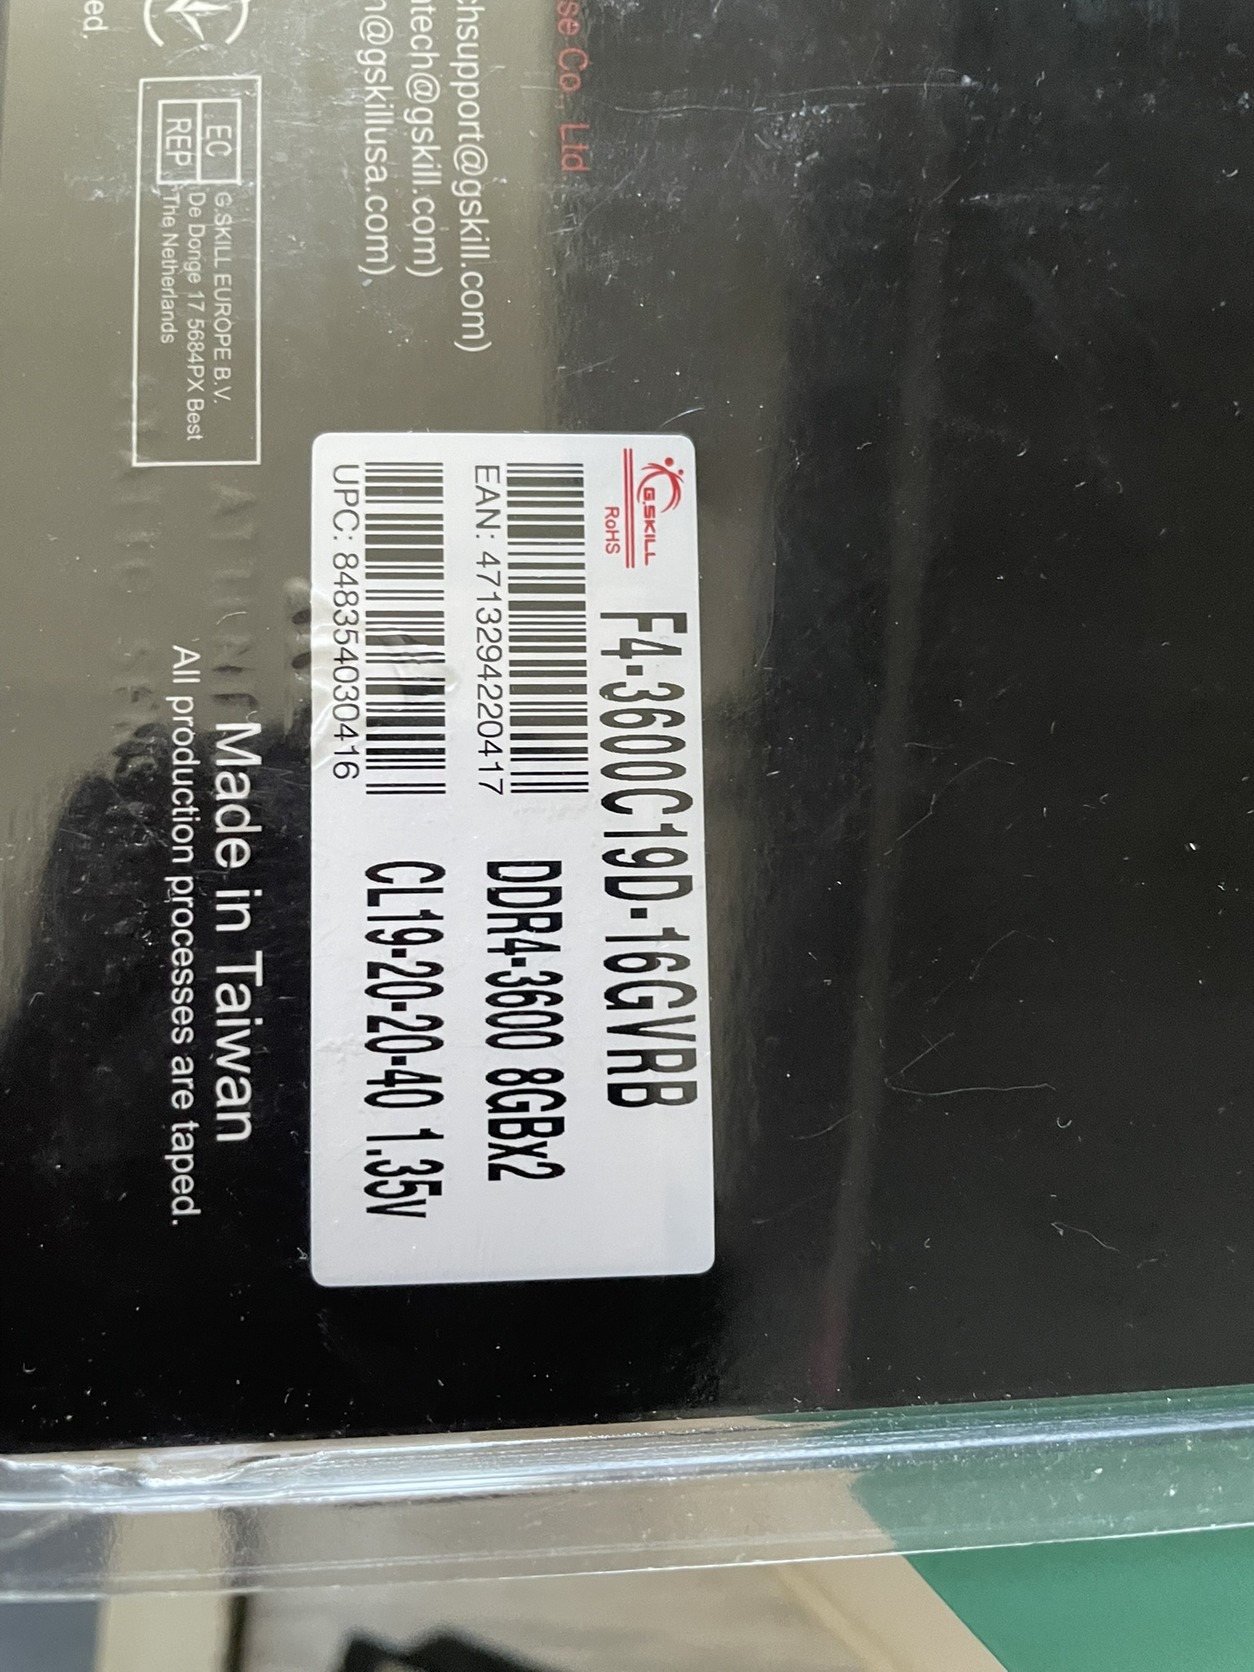 se Co., Ltd
chsupport@gskill.com)
tech@gskill.com)
@gskillusa.com)
ed,
EC
REP
G.SKILL EUROPE B.V.
De Donge 17 5684PX Best
The Netherlands
G.SKILL
RoHS
F4-3600C19D-16GVRB
EAN: 4713294220417
DDR4-3600 8GBx2
UPC: 848354030416
CL19-20-20-40 1.35v
Made in Taiwan
All production processes are taped.